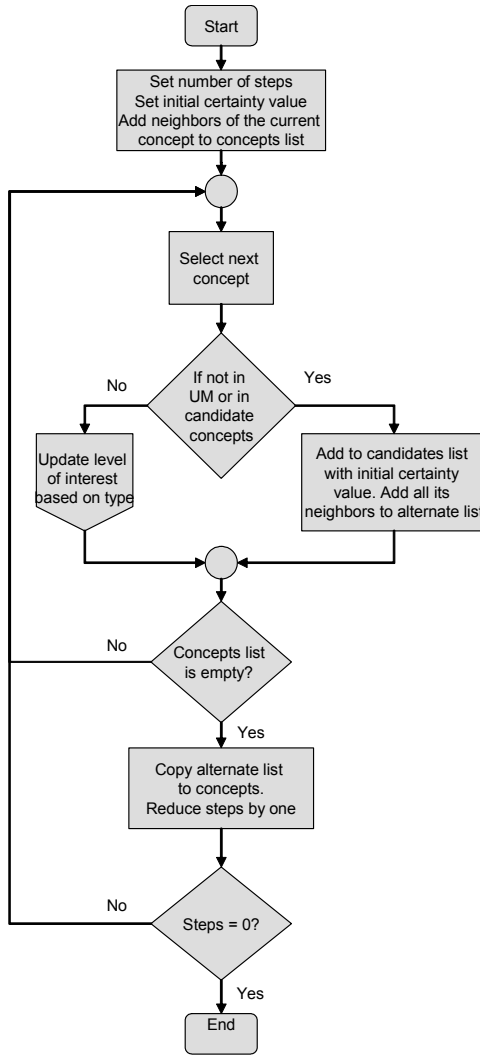 Start
Set number of steps
Set initial certainty value
Add neighbors of the current
concept to concepts list
Select next
concept
If not in
UM or in
candidate
concepts
No
Yes
Update level
of interest
based on type
Add to candidates list
with initial certainty
value. Add all its
neighbors to alternate list
Concepts list
is empty?
No
Yes
Copy alternate list
to concepts.
Reduce steps by one
Steps = 0?
No
Yes
End